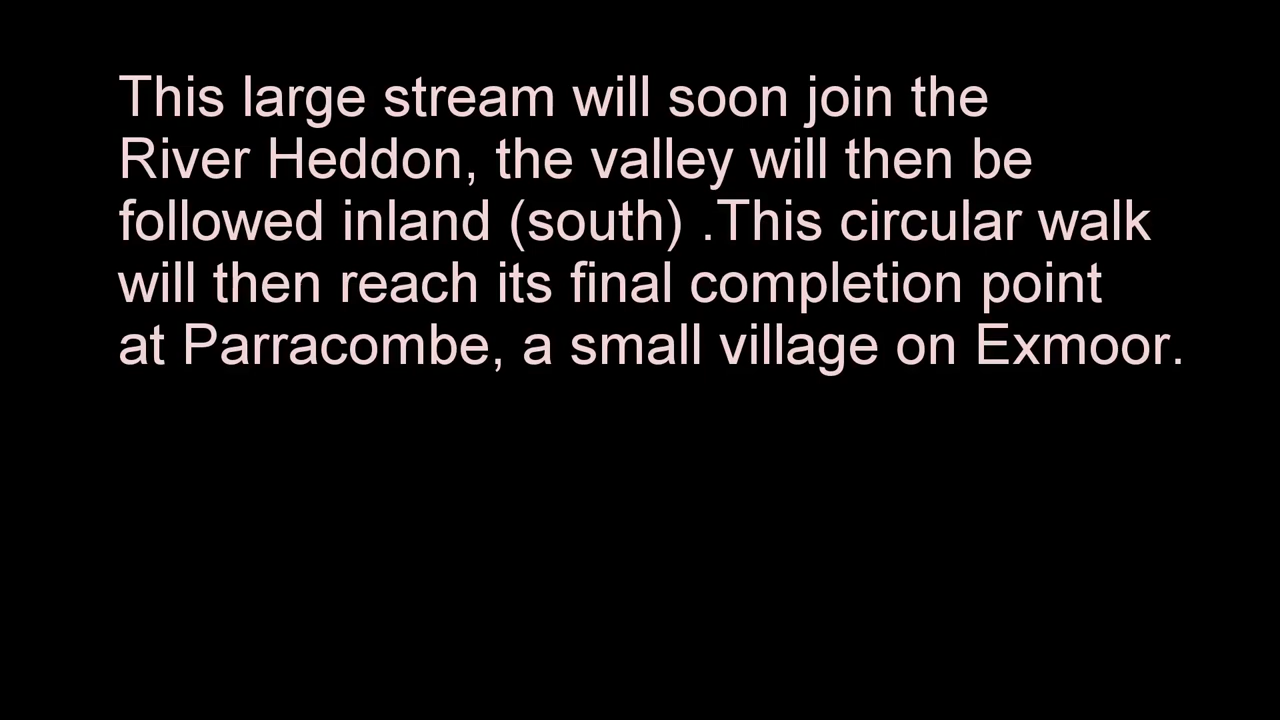 This large stream will soon join the
River Heddon, the valley will then be
followed inland (south) .This circular walk
will then reach its final completion point
at Parracombe, a small village on Exmoor.